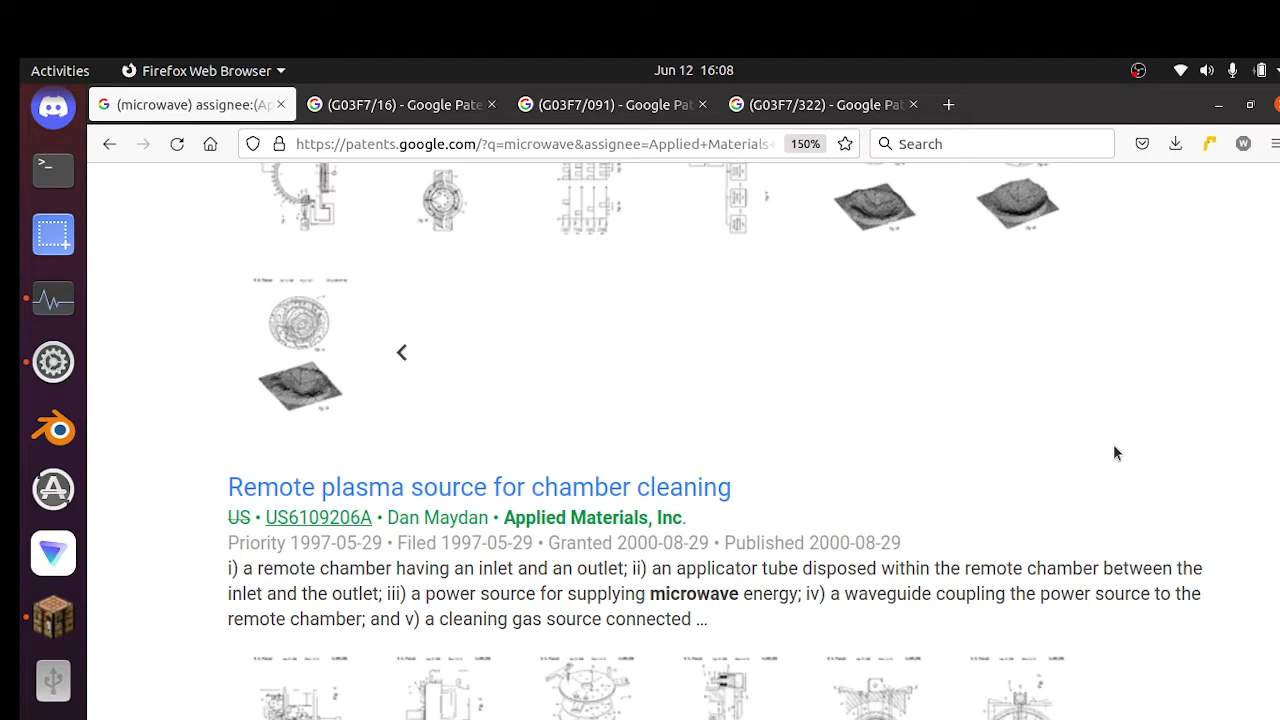 Activities
Firefox Web Browser
Jun 12 16:08
(microwave) assignee:(Ap
(G03F7/16) - Google Pate
(G03F7/091) - Google Pat
(G03F7/322) - Google Pat
https://patents.google.com/?q=microwave&assignee=Applied+Materials
150%
Search
Remote plasma source for chamber cleaning
US • US6109206A • Dan Maydan • Applied Materials, Inc.
Priority 1997-05-29 • Filed 1997-05-29 • Granted 2000-08-29 • Published 2000-08-29
i) a remote chamber having an inlet and an outlet; ii) an applicator tube disposed within the remote chamber between the
inlet and the outlet; iii) a power source for supplying microwave energy; iv) a waveguide coupling the power source to the
remote chamber; and v) a cleaning gas source connected ...